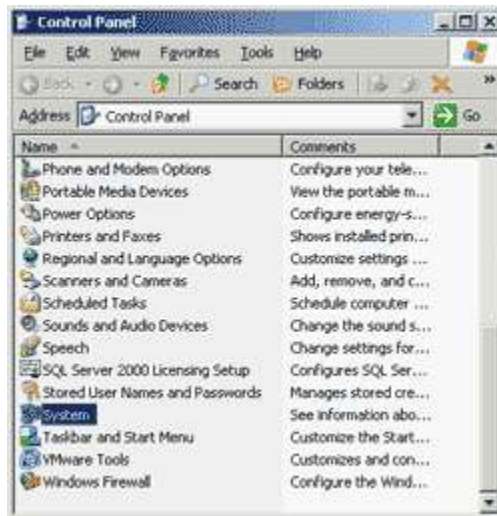 Control Panel
File Edit View Favorites Tools Help
Back Search Folders
Address Control Panel Go
Name Comments
Phone and Modem Options Configure your tele...
Portable Media Devices View the portable m...
Power Options Configure energy-s...
Printers and Faxes Shows installed prin...
Regional and Language Options Customize settings ...
Scanners and Cameras Add, remove, and c...
Scheduled Tasks Schedule computer ...
Sounds and Audio Devices Change the sound s...
Speech Change settings for...
SQL Server 2000 Licensing Setup Configures SQL Ser...
Stored User Names and Passwords Manages stored cre...
System See information abo...
Taskbar and Start Menu Customize the Start...
VMware Tools Customizes and con...
Windows Firewall Configure the Wind...